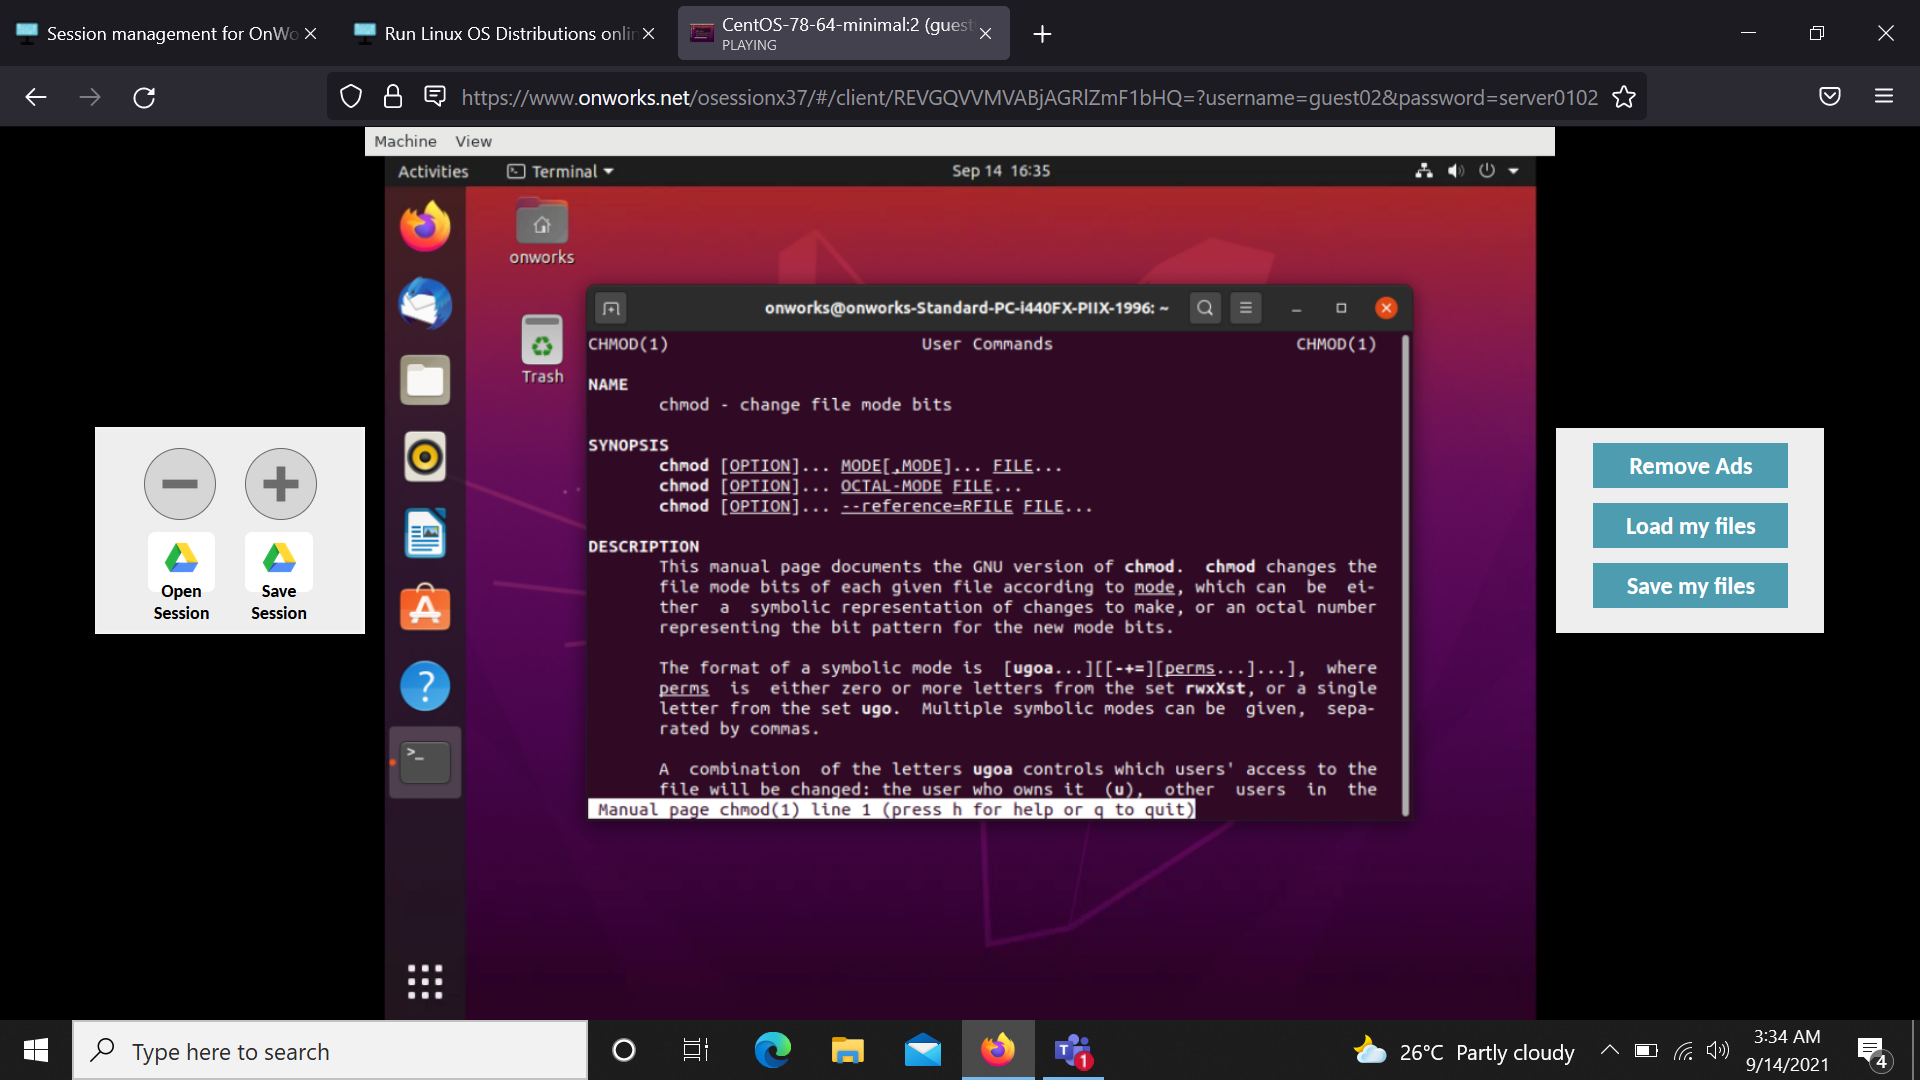 Session management for OnWo
Run Linux OS Distributions onlin
CentOS-78-64-minimal:2 (guest
PLAYING
https://www.onworks.net/osessionx37/#/client/REVGQVVMVABjAGRlZmF1bHQ=?username=guest02&password=server0102
Machine View
Activities
Terminal
Sep 14 16:35
onworks
Trash
onworks@onworks-Standard-PC-i440FX-PIIX-1996: ~
CHMOD(1) User Commands CHMOD(1)
NAME
chmod - change file mode bits
SYNOPSIS
chmod [OPTION]... MODE[,MODE]... FILE...
chmod [OPTION]... OCTAL-MODE FILE...
chmod [OPTION]... --reference=RFILE FILE...
DESCRIPTION
This manual page documents the GNU version of chmod. chmod changes the
file mode bits of each given file according to mode, which can be ei-
ther a symbolic representation of changes to make, or an octal number
representing the bit pattern for the new mode bits.
The format of a symbolic mode is [ugoa...][[-+=][perms...]...], where
perms is either zero or more letters from the set rwxXst, or a single
letter from the set ugo. Multiple symbolic modes can be given, sepa-
rated by commas.
A combination of the letters ugoa controls which users' access to the
file will be changed: the user who owns it (u), other users in the
Manual page chmod(1) line 1 (press h for help or q to quit)
Open
Session
Save
Session
Remove Ads
Load my files
Save my files
Type here to search
1
26°C Partly cloudy
3:34 AM
9/14/2021
4